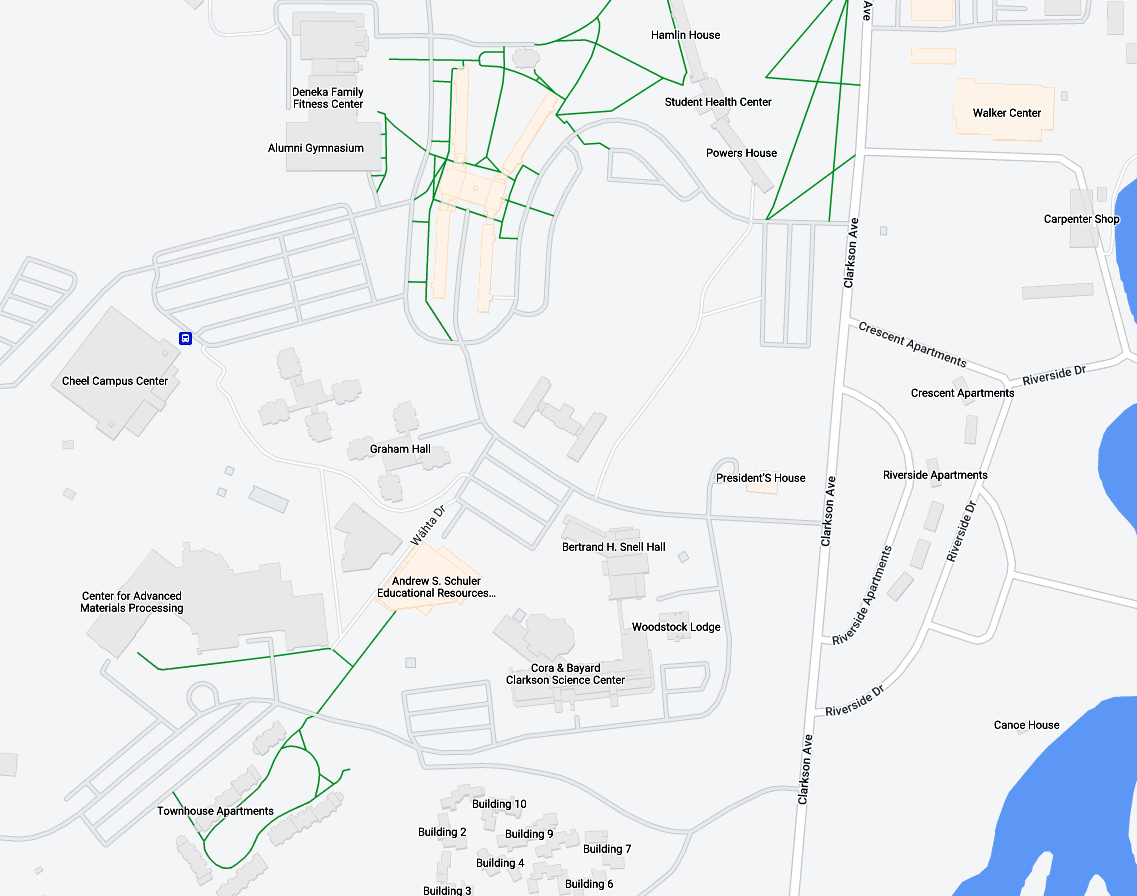 Ave
Hamlin House
Deneka Family
Fitness Center
Student Health Center
Walker Center
Alumni Gymnasium
Powers House
Carpenter Shop
Clarkson Ave
Crescent Apartments
Riverside Dr
Cheel Campus Center
Crescent Apartments
Graham Hall
President'S House
Riverside Apartments
Clarkson Ave
Wáhta Dr
Riverside Dr
Bertrand H. Snell Hall
Andrew S. Schuler
Educational Resources...
Center for Advanced
Materials Processing
Riverside Apartments
Woodstock Lodge
Cora & Bayard
Clarkson Science Center
Riverside Dr
Canoe House
Clarkson Ave
Building 10
Townhouse Apartments
Building 2
Building 9
Building 7
Building 4
Building 6
Building 3